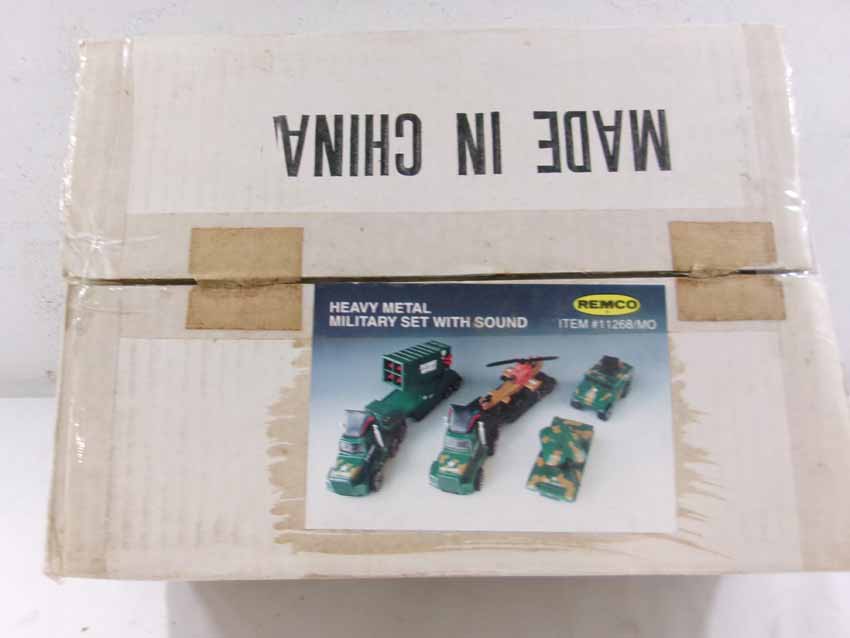 MADE IN CHINA
HEAVY METAL
MILITARY SET WITH SOUND
REMCO
ITEM #11268/MO